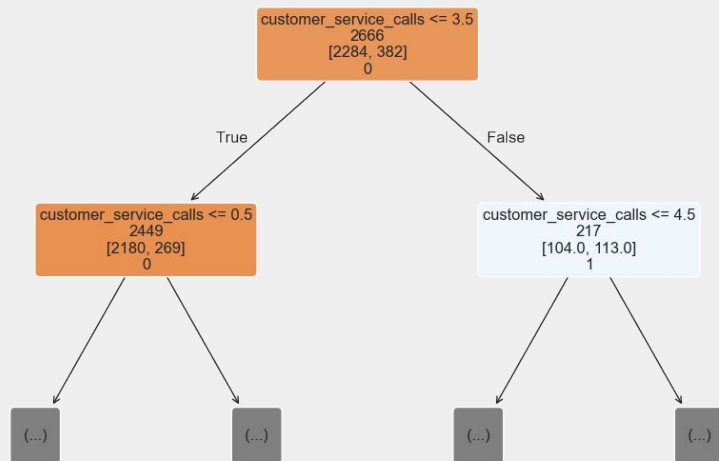 customer_service_calls <= 3.5
2666
[2284, 382]
0
True
False
customer_service_calls <= 0.5
2449
[2180, 269]
0
customer_service_calls <= 4.5
217
[104.0, 113.0]
1
(...)
(...)
(...)
(...)